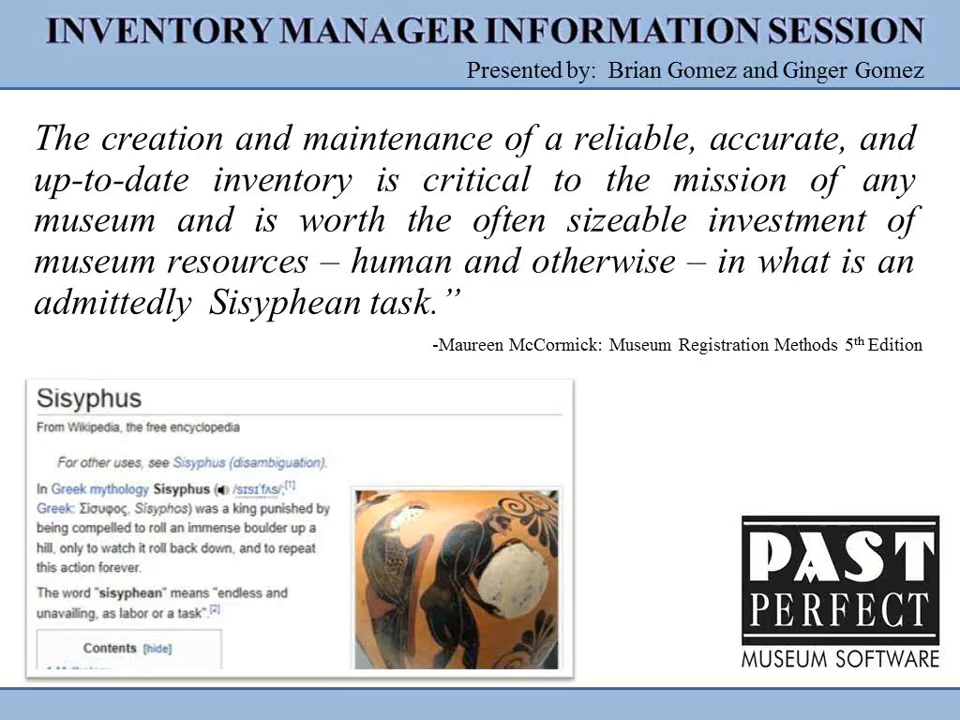 INVENTORY MANAGER INFORMATION SESSION
Presented by: Brian Gomez and Ginger Gomez
The creation and maintenance of a reliable, accurate, and
up-to-date inventory is critical to the mission of any
museum and is worth the often sizeable investment of
museum resources – human and otherwise – in what is an
admittedly Sisyphean task.”
-Maureen McCormick: Museum Registration Methods 5th Edition
Sisyphus
From Wikipedia, the free encyclopedia
For other uses, see Sisyphus (disambiguation).
In Greek mythology Sisyphus (/ˈsɪsɪfəs/;[1]
Greek: Σίσυφος, Sísyphos) was a king punished by
being compelled to roll an immense boulder up a
hill, only to watch it roll back down, and to repeat
this action forever.
The word "sisyphean" means "endless and
unavailing, as labor or a task".[2]
Contents [hide]
PAST
PERFECT
MUSEUM SOFTWARE